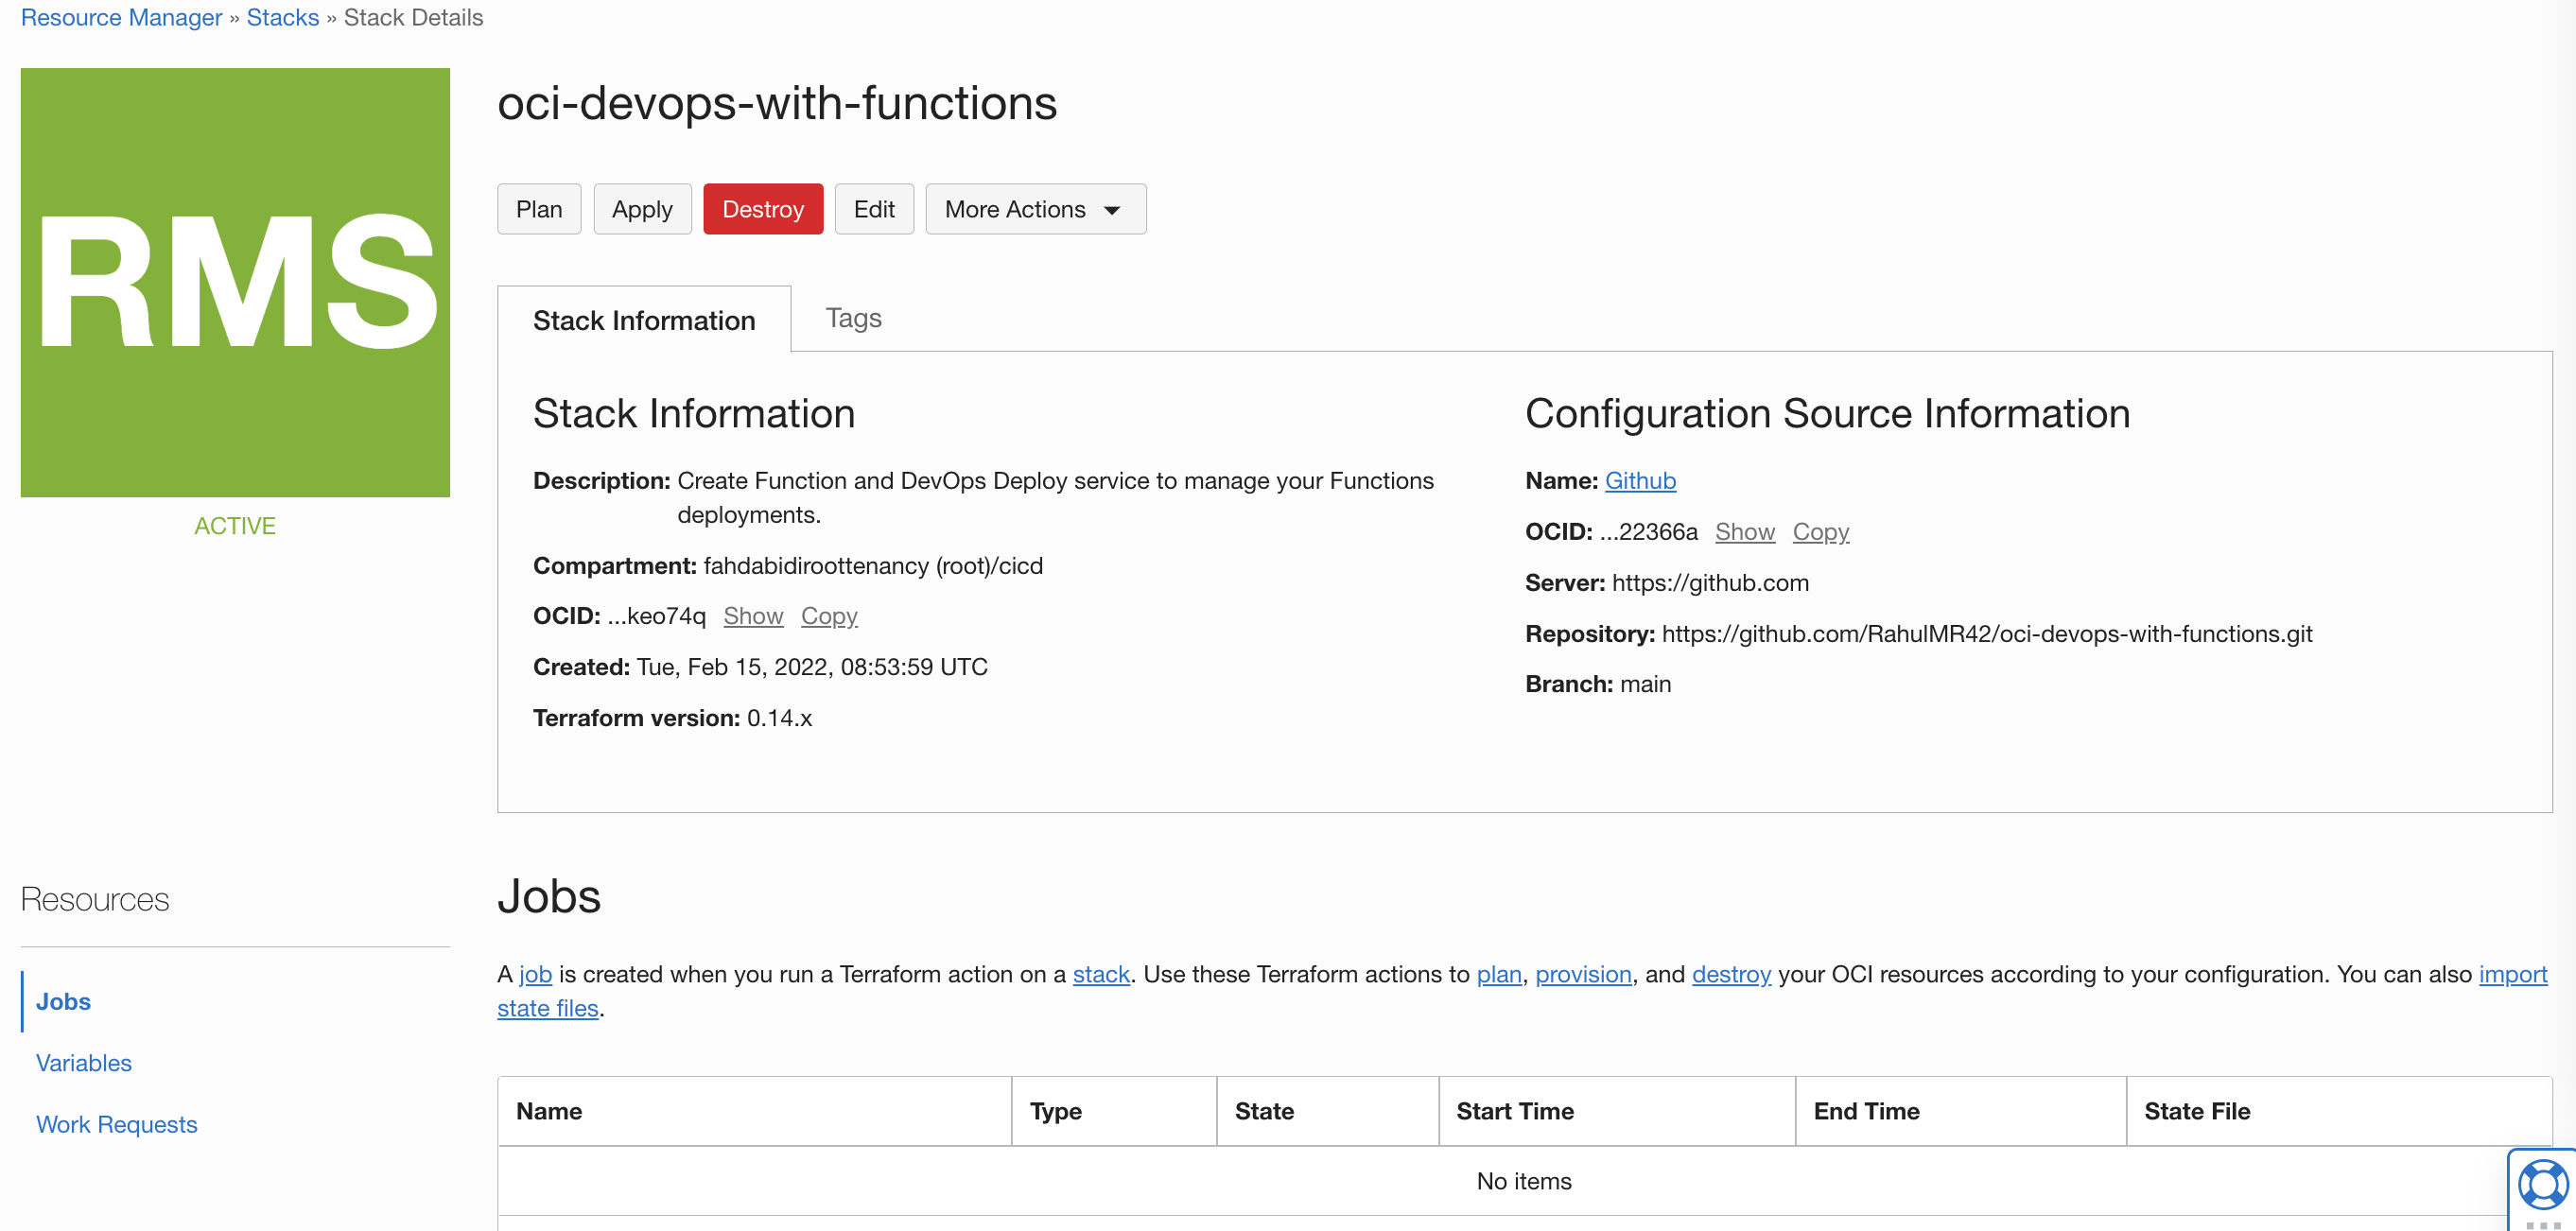 Resource Manager » Stacks » Stack Details
RMS
ACTIVE
oci-devops-with-functions
Plan Apply Destroy Edit More Actions
Stack Information Tags
Stack Information
Description: Create Function and DevOps Deploy service to manage your Functions
deployments.
Compartment: fahdabidiroottenancy (root)/cicd
OCID: ...keo74q Show Copy
Created: Tue, Feb 15, 2022, 08:53:59 UTC
Terraform version: 0.14.x
Configuration Source Information
Name: Github
OCID: ...22366a Show Copy
Server: https://github.com
Repository: https://github.com/RahulMR42/oci-devops-with-functions.git
Branch: main
Resources
Jobs
Variables
Work Requests
Jobs
A job is created when you run a Terraform action on a stack. Use these Terraform actions to plan, provision, and destroy your OCI resources according to your configuration. You can also import
state files.
Name Type State Start Time End Time State File
No items